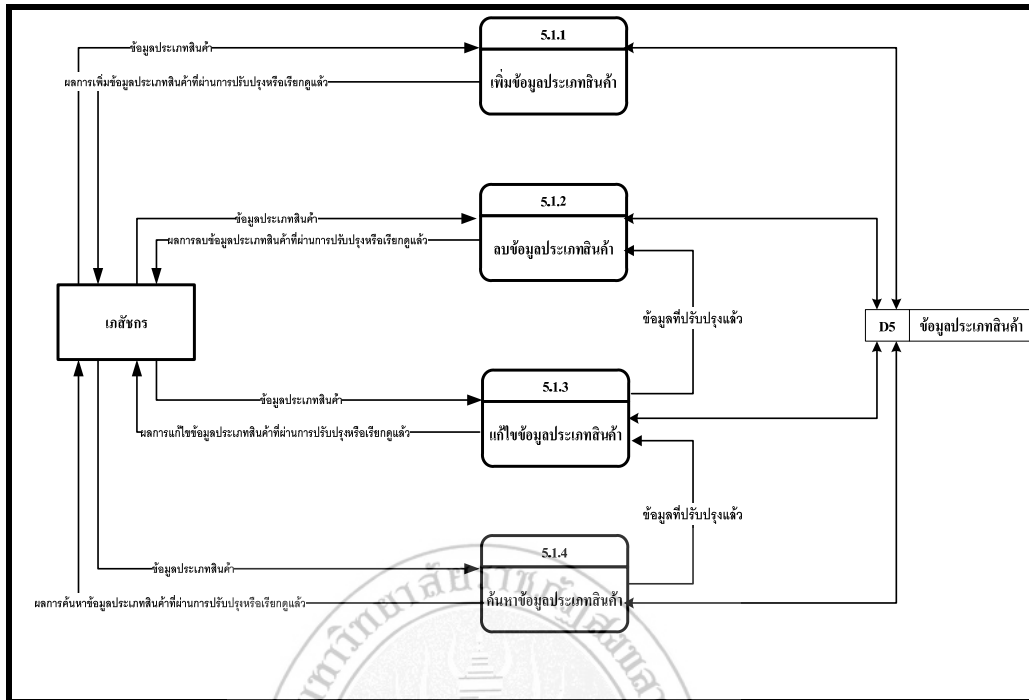 5.1.1
ข้อมูลประเภทสินค้า
ผลการเพิ่มข้อมูลประเภทสินค้าที่ผ่านการปรับปรุงหรือเรียกดูแล้ว
เพิ่มข้อมูลประเภทสินค้า
5.1.2
ข้อมูลประเภทสินค้า
ผลการลบข้อมูลประเภทสินค้าที่ผ่านการปรับปรุงหรือเรียกดูแล้ว
ลบข้อมูลประเภทสินค้า
เภสัชกร
ข้อมูลที่ปรับปรุงแล้ว
D5 ข้อมูลประเภทสินค้า
5.1.3
ข้อมูลประเภทสินค้า
ผลการแก้ไขข้อมูลประเภทสินค้าที่ผ่านการปรับปรุงหรือเรียกดูแล้ว
แก้ไขข้อมูลประเภทสินค้า
ข้อมูลที่ปรับปรุงแล้ว
5.1.4
ข้อมูลประเภทสินค้า
ผลการค้นหาข้อมูลประเภทสินค้าที่ผ่านการปรับปรุงหรือเรียกดูแล้ว
ค้นหาข้อมูลประเภทสินค้า